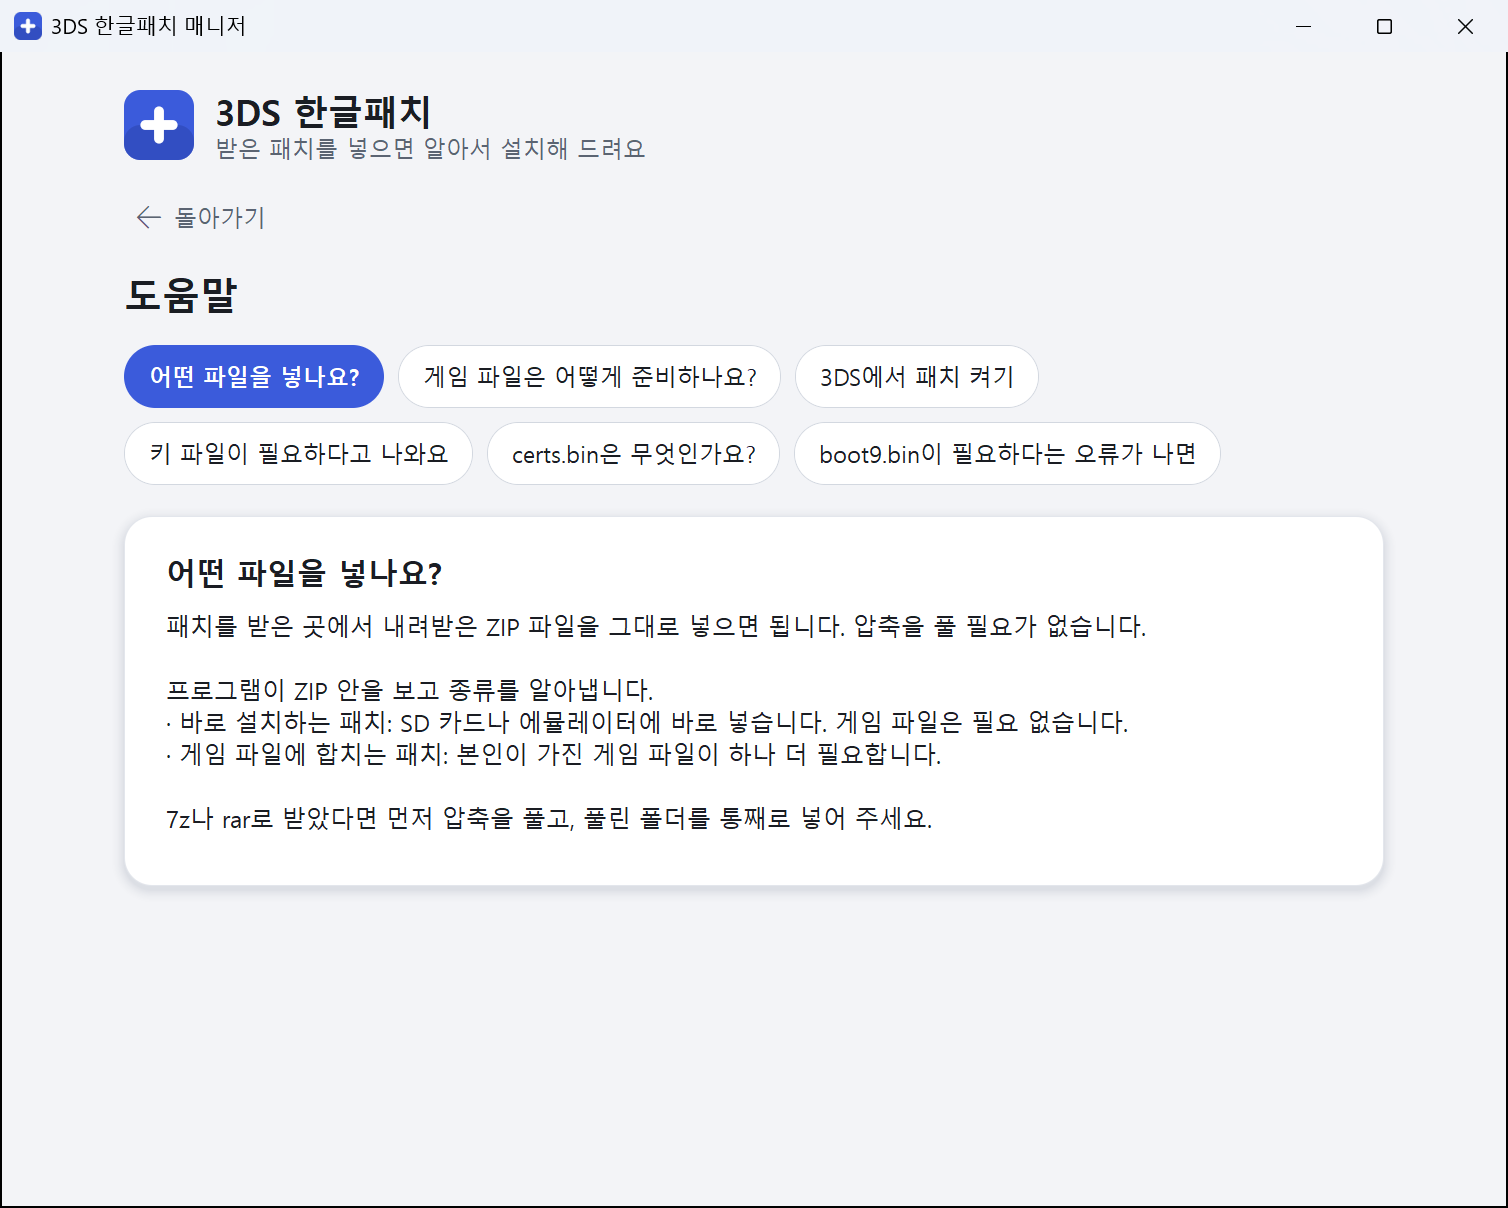 3DS 한글패치 매니저
3DS 한글패치
받은 패치를 넣으면 알아서 설치해 드려요
돌아가기
도움말
어떤 파일을 넣나요?
게임 파일은 어떻게 준비하나요?
3DS에서 패치 켜기
키 파일이 필요하다고 나와요
certs.bin은 무엇인가요?
boot9.bin이 필요하다는 오류가 나면
어떤 파일을 넣나요?
패치를 받은 곳에서 내려받은 ZIP 파일을 그대로 넣으면 됩니다. 압축을 풀 필요가 없습니다.
프로그램이 ZIP 안을 보고 종류를 알아냅니다.
· 바로 설치하는 패치: SD 카드나 에뮬레이터에 바로 넣습니다. 게임 파일은 필요 없습니다.
· 게임 파일에 합치는 패치: 본인이 가진 게임 파일이 하나 더 필요합니다.
7z나 rar로 받았다면 먼저 압축을 풀고, 풀린 폴더를 통째로 넣어 주세요.